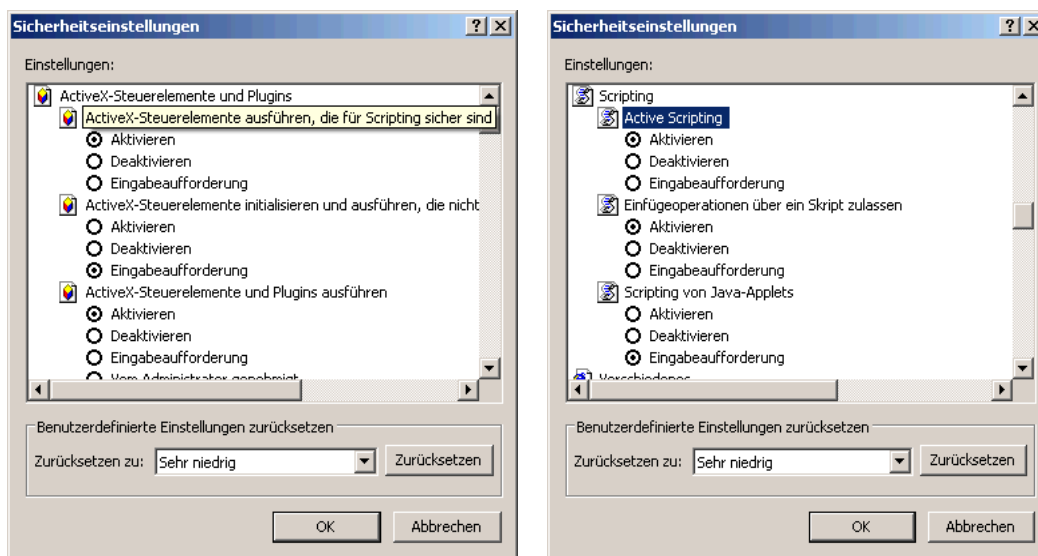 Sicherheitseinstellungen
Einstellungen:
ActiveX-Steuerelemente und Plugins
ActiveX-Steuerelemente ausführen, die für Scripting sicher sind
Aktivieren
Deaktivieren
Eingabeaufforderung
ActiveX-Steuerelemente initialisieren und ausführen, die nicht
Aktivieren
Deaktivieren
Eingabeaufforderung
ActiveX-Steuerelemente und Plugins ausführen
Aktivieren
Deaktivieren
Eingabeaufforderung
Vom Administrator genehmigt
Benutzerdefinierte Einstellungen zurücksetzen
Zurücksetzen zu: Sehr niedrig Zurücksetzen
OK Abbrechen
Sicherheitseinstellungen
Einstellungen:
Scripting
Active Scripting
Aktivieren
Deaktivieren
Eingabeaufforderung
Einfügeoperationen über ein Skript zulassen
Aktivieren
Deaktivieren
Eingabeaufforderung
Scripting von Java-Applets
Aktivieren
Deaktivieren
Eingabeaufforderung
Verschiedenes
Benutzerdefinierte Einstellungen zurücksetzen
Zurücksetzen zu: Sehr niedrig Zurücksetzen
OK Abbrechen